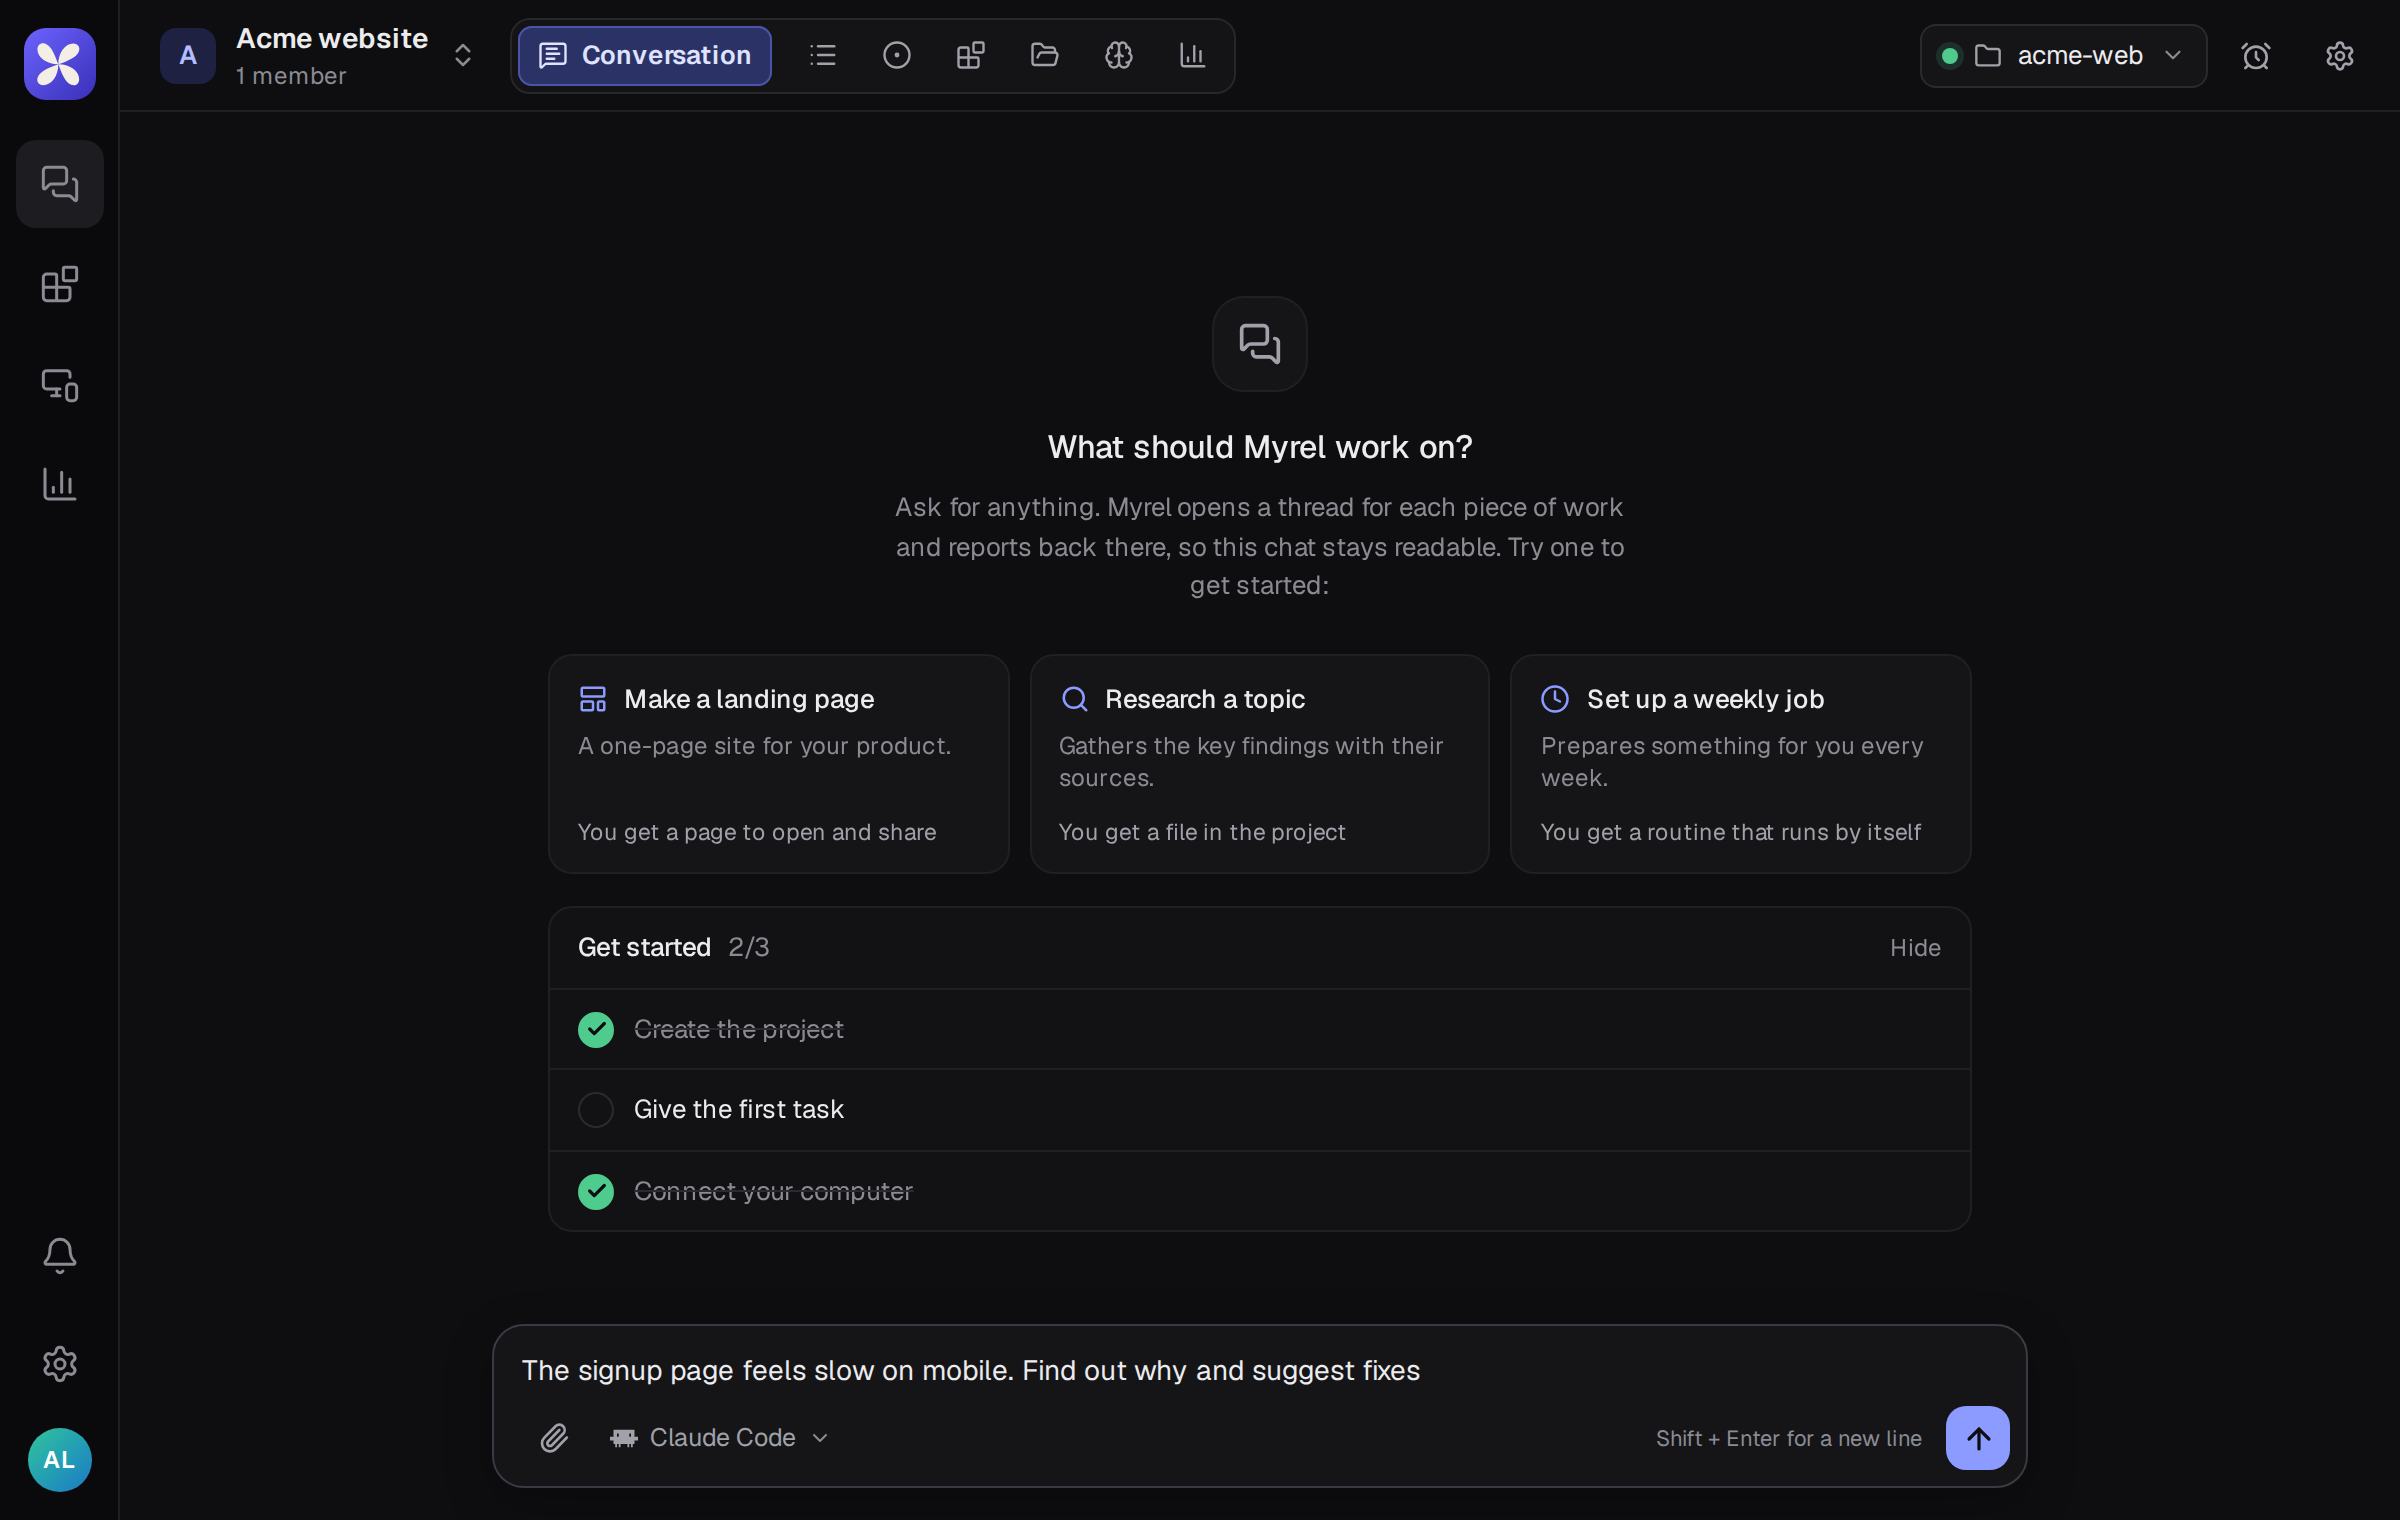 A
Acme website
1 member
Conversation
acme-web
What should Myrel work on?
Ask for anything. Myrel opens a thread for each piece of work
and reports back there, so this chat stays readable. Try one to
get started:
Make a landing page
A one-page site for your product.
You get a page to open and share
Research a topic
Gathers the key findings with their
sources.
You get a file in the project
Set up a weekly job
Prepares something for you every
week.
You get a routine that runs by itself
Get started 2/3
Hide
Create the project
Give the first task
Connect your computer
The signup page feels slow on mobile. Find out why and suggest fixes
Claude Code
Shift + Enter for a new line
AL